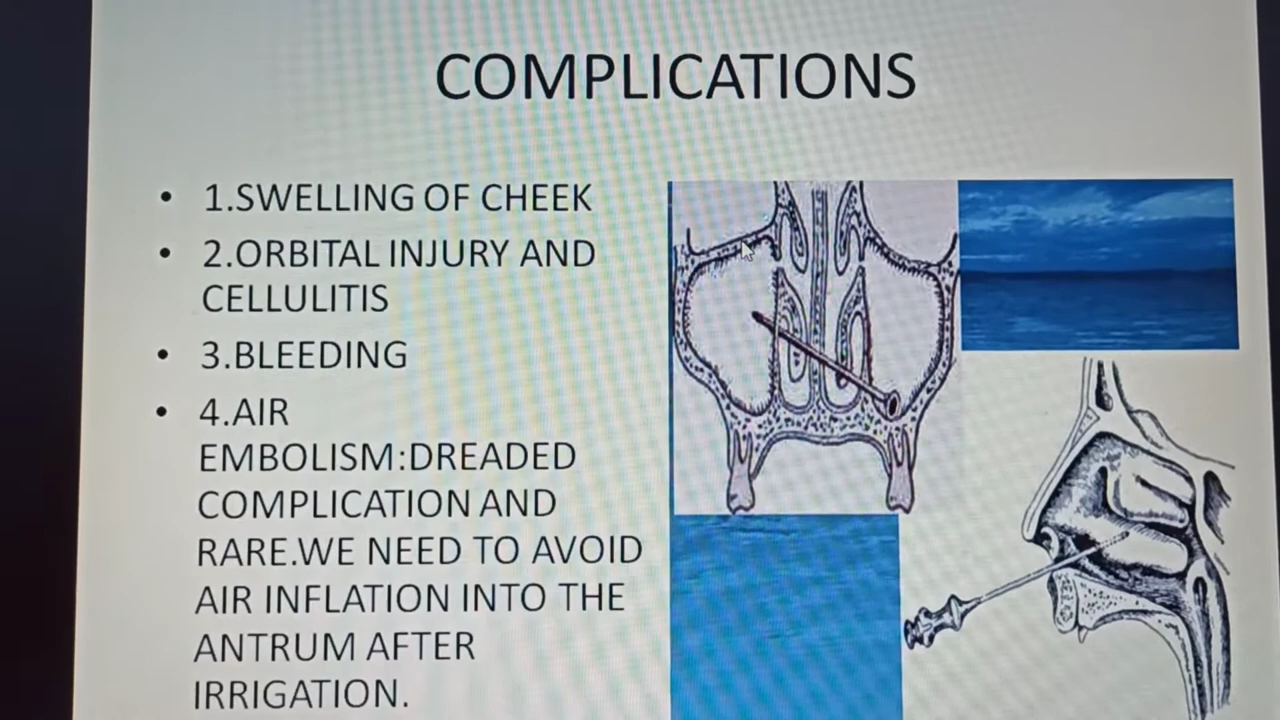 COMPLICATIONS
• 1.SWELLING OF CHEEK
• 2.ORBITAL INJURY AND
CELLULITIS
• 3.BLEEDING
• 4.AIR
EMBOLISM:DREADED
COMPLICATION AND
RARE.WE NEED TO AVOID
AIR INFLATION INTO THE
ANTRUM AFTER
IRRIGATION.